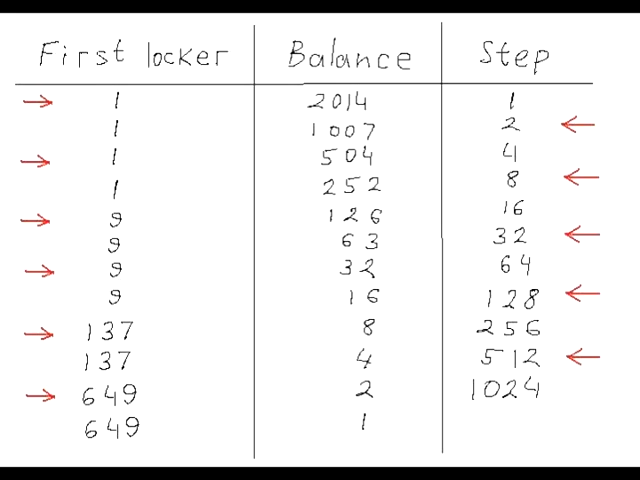 First locker Balance Step
→ 1 2014 1
1 1007 2 ←
→ 1 504 4
1 252 8 ←
→ 9 126 16
9 63 32 ←
→ 9 32 64
9 16 128 ←
→ 137 8 256
137 4 512 ←
→ 649 2 1024
649 1